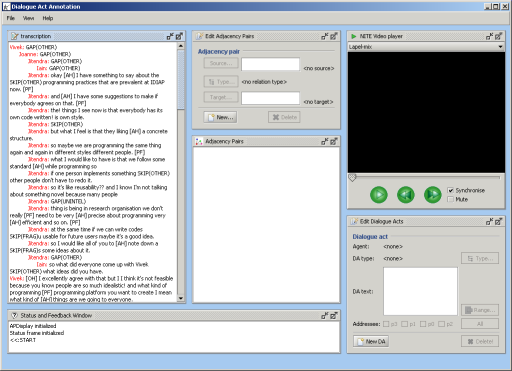 Dialogue Act Annotation
File View Help
transcription
Vivek: GAP(OTHER)
Joanne: GAP(OTHER)
Jitendra: GAP(OTHER)
Iain: GAP(OTHER)
Jitendra: okay [AH] I have something to say about the
SKIP(OTHER) programming practices that are prevalent at IDIAP
now. [PF]
Jitendra: and [AH] I have some suggestions to make if
everybody agrees on that. [PF]
Jitendra: the! things I see now is that everybody has its
own code written! is own style.
Jitendra: SKIP(OTHER)
Jitendra: but what I feel is that they liking [AH] a concrete
structure.
Jitendra: so maybe we are programming the same thing
again and again in different styles different people. [PF]
Jitendra: what I would like to have is that we follow some
standard [AH] while programming so
Jitendra: if one person implements something SKIP(OTHER)
other people don't have to redo it.
Jitendra: so it's like reusability?? and I know I'm not talking
about something novel because many people
Jitendra: GAP(UNINTEL)
Jitendra: thing is being in research organisation we don't
really [PF] need to be very [AH] precise about programming very
[AH] efficient and so on. [PF]
Jitendra: at the same time if we can write codes
SKIP(FRAG)u usable for future users maybe it's a good idea.
Jitendra: so I would like all of you to [AH] note down a
SKIP(FRAG)s some ideas about it.
Jitendra: GAP(OTHER)
Iain: so what did everyone come up with Vivek
SKIP(OTHER) what ideas did you have.
Vivek: [OH] I excellently agree with that but I I think it's not feasible
because you know people are so much idealistic! and what kind of
programming [PF] programming platform you want to create I mean
what kind of [AH] things are we going to everyone.
Edit Adjacency Pairs
Adjacency pair
Source...
<no source>
Type...
<no relation type>
Target...
<no target>
New...
Delete
Adjacency Pairs
NITE Video player
Lapel-mix
Synchronise
Mute
Edit Dialogue Acts
Dialogue act
Agent: <none>
DA type: <none>
Type...
DA text:
Range...
Addressee: p3 p1 p0 p2
All
New DA
Delete!
Status and Feedback Window
APDisplay initialized
Status frame initialized
<<:START